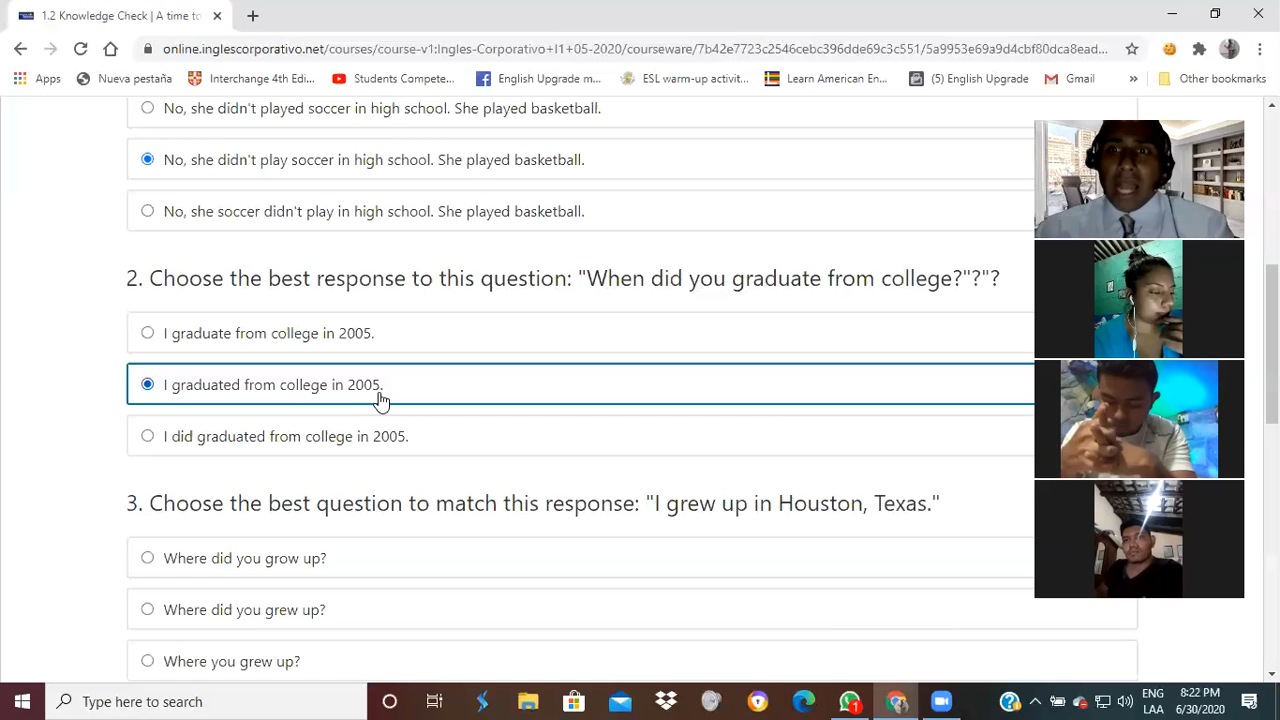 1.2 Knowledge Check | A time to
online.inglescorporativo.net/courses/course-v1:Ingles-Corporativo+I1+05-2020/courseware/7b42e7723c2546cebc396dde69c3c551/5a9953e69a9d4cbf80dca8ead...
Apps Nueva pestaña Interchange 4th Editi... Students Compete... English Upgrade m... ESL warm-up activit... Learn American En... (5) English Upgrade Gmail » Other bookmarks
No, she didn't played soccer in high school. She played basketball.
No, she didn't play soccer in high school. She played basketball.
No, she soccer didn't play in high school. She played basketball.
2. Choose the best response to this question: "When did you graduate from college?"?"?
I graduate from college in 2005.
I graduated from college in 2005.
I did graduated from college in 2005.
3. Choose the best question to match this response: "I grew up in Houston, Texas."
Where did you grow up?
Where did you grew up?
Where you grew up?
Type here to search
ENG 8:22 PM
LAA 6/30/2020